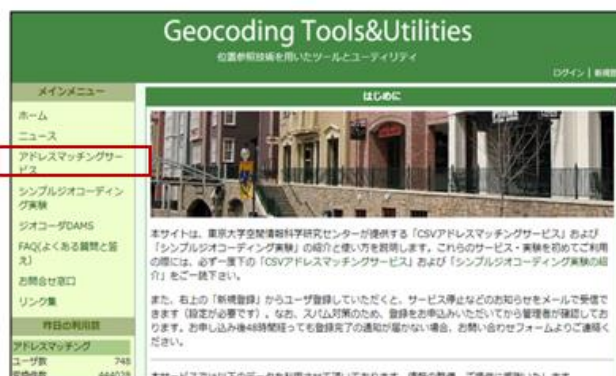 Geocoding Tools&Utilities
位置参照技術を用いたツールとユーティリティ
ログイン | 新規登
メインメニュー
ホーム
ニュース
アドレスマッチングサー
ビス
シンプルジオコーディン
グ実験
ジオコーダDAMS
FAQ(よくある質問と答
え)
お問合せ窓口
リンク集
昨日の利用数
アドレスマッチング
ユーザ数 748
はじめに
本サイトは、東京大学空間情報科学研究センターが提供する「CSVアドレスマッチングサービス」および
「シンプルジオコーディング実験」の紹介と使い方を説明します。これらのサービス・実験を初めてご利用
の際には、必ず一度下の「CSVアドレスマッチングサービス」および「シンプルジオコーディング実験の紹
介」をご一読下さい。
また、右上の「新規登録」からユーザ登録していただくと、サービス停止などのお知らせをメールで受信で
きます（設定が必要です）。なお、スパム対策のため、登録をお申込みいただいてから管理者が確認してお
ります。お申し込み後48時間経っても登録完了の通知が届かない場合、お問い合わせフォームよりご連絡く
ださい。